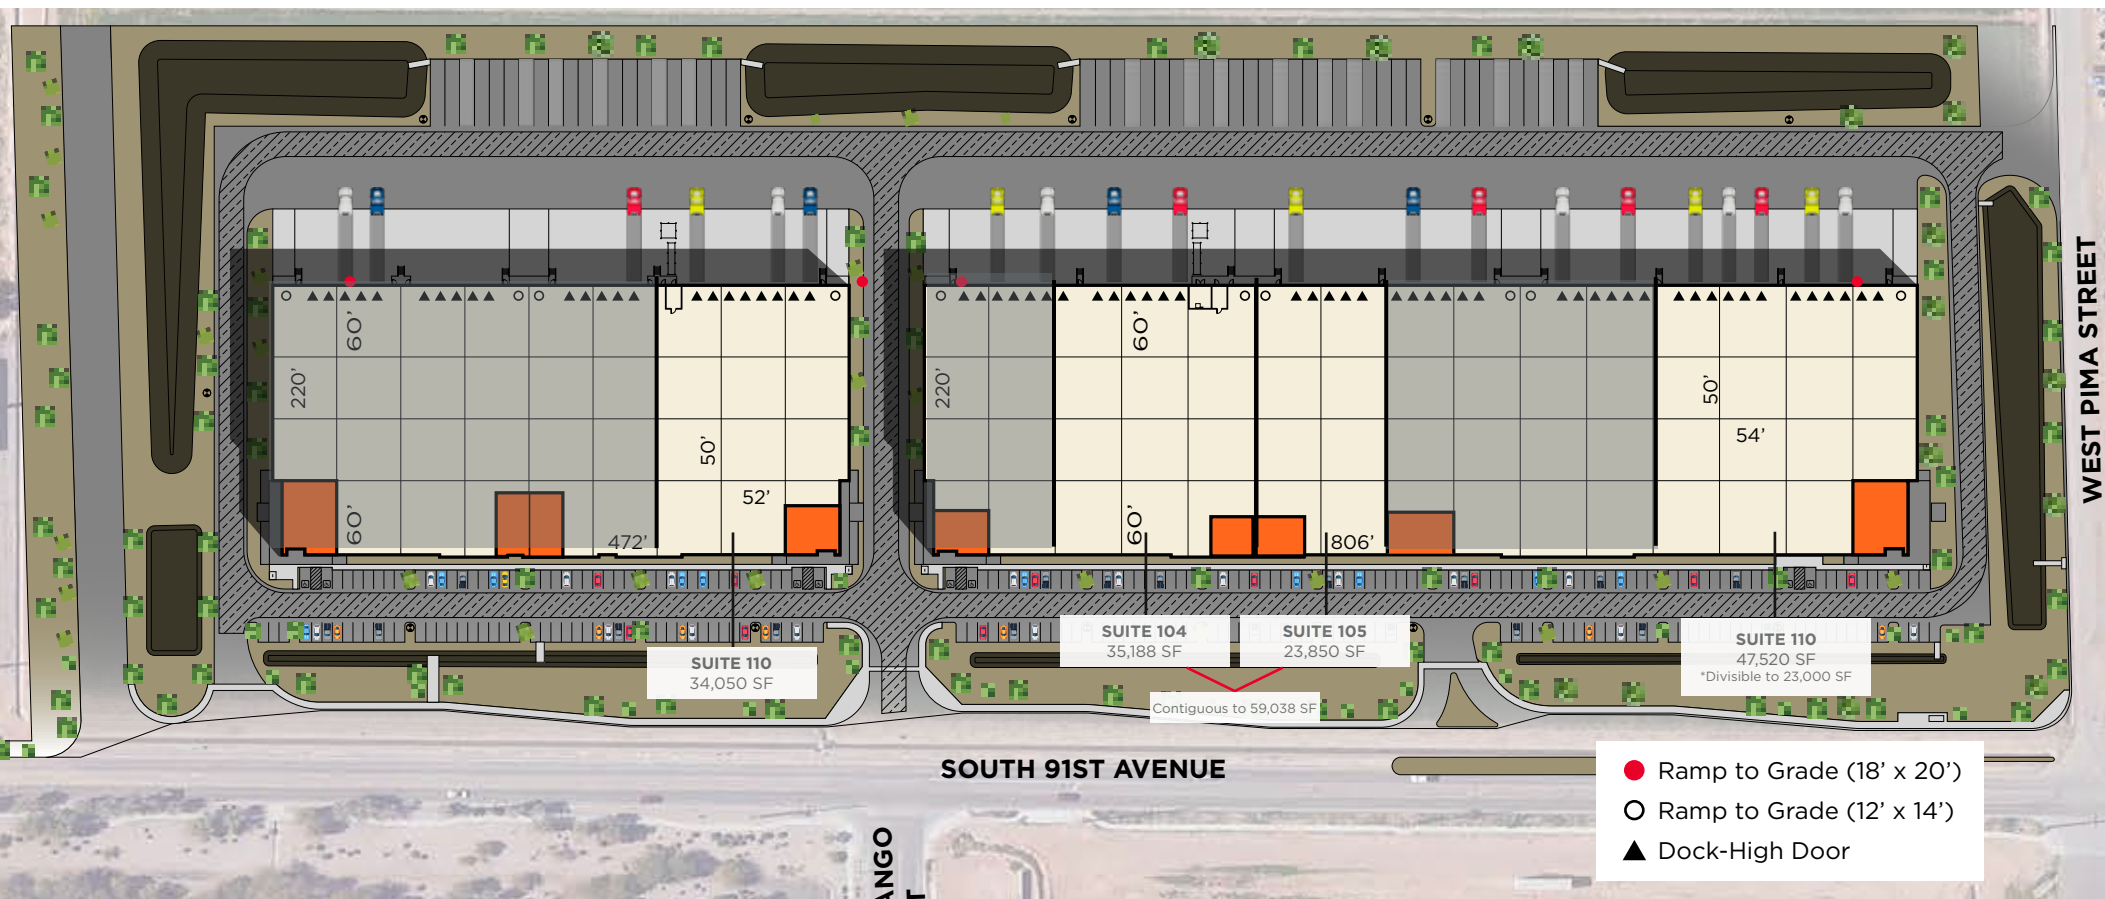 60’
60’
220’
220’
50’
50’
54’
52’
60’
60’
472’
806’
SUITE 104
35,188 SF
SUITE 105
23,850 SF
SUITE 110
34,050 SF
SUITE 110
47,520 SF
*Divisible to 23,000 SF
Contiguous to 59,038 SF
WEST PIMA STREET
SOUTH 91ST AVENUE
Ramp to Grade (18’ x 20’)
Ramp to Grade (12’ x 14’)
Dock-High Door